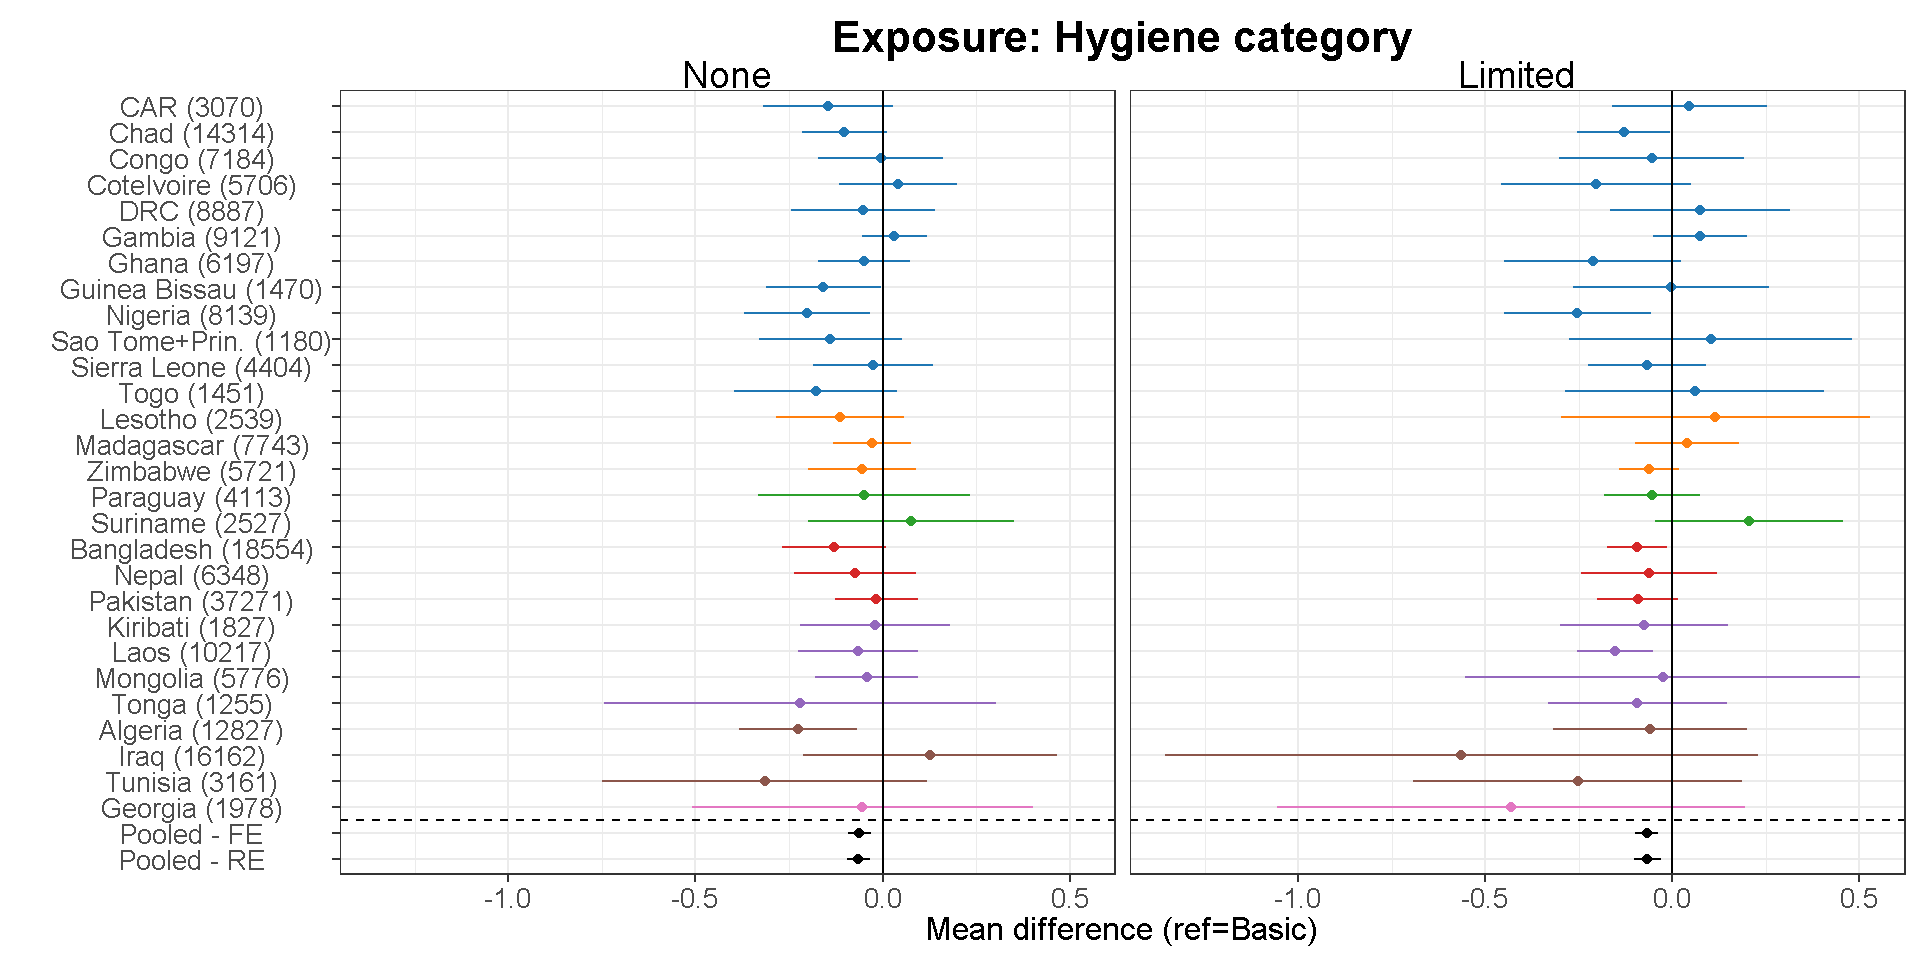 Exposure: Hygiene category
None
Limited
CAR (3070)
Chad (14314)
Congo (7184)
CoteIvoire (5706)
DRC (8887)
Gambia (9121)
Ghana (6197)
Guinea Bissau (1470)
Nigeria (8139)
Sao Tome+Prin. (1180)
Sierra Leone (4404)
Togo (1451)
Lesotho (2539)
Madagascar (7743)
Zimbabwe (5721)
Paraguay (4113)
Suriname (2527)
Bangladesh (18554)
Nepal (6348)
Pakistan (37271)
Kiribati (1827)
Laos (10217)
Mongolia (5776)
Tonga (1255)
Algeria (12827)
Iraq (16162)
Tunisia (3161)
Georgia (1978)
Pooled - FE
Pooled - RE
-1.0 -0.5 0.0 0.5
-1.0 -0.5 0.0 0.5
Mean difference (ref=Basic)